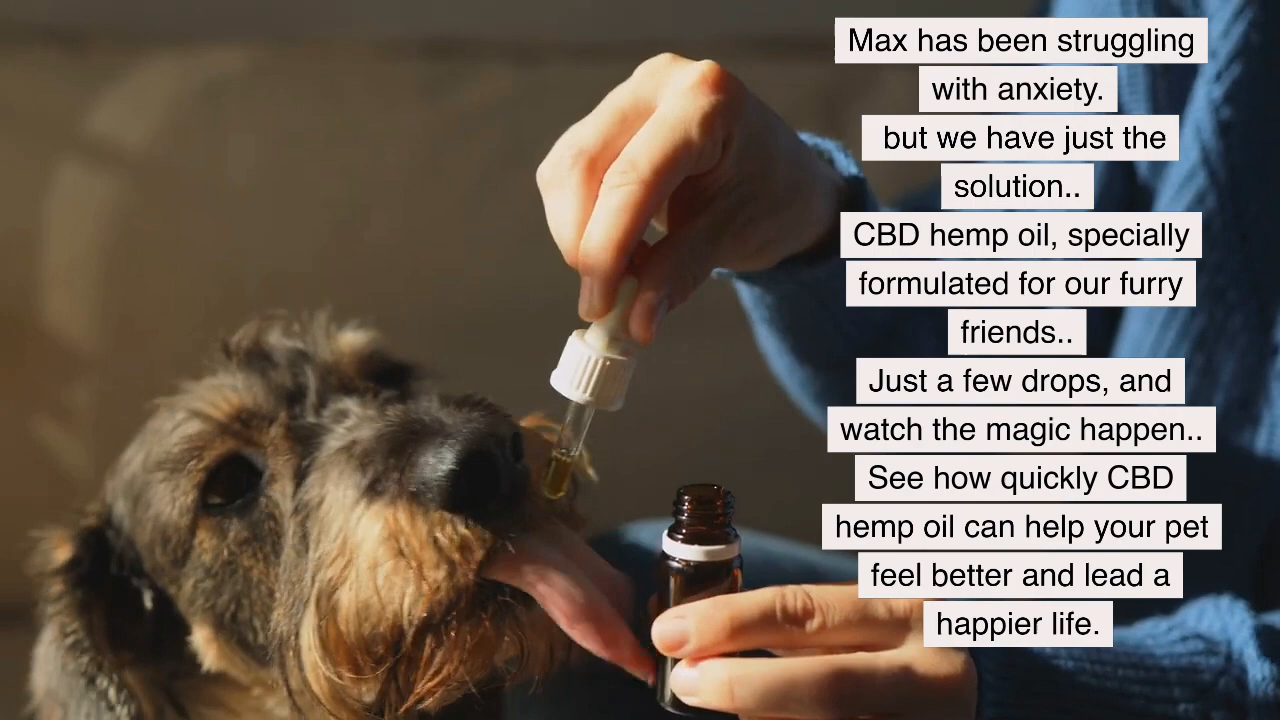 Max has been struggling
with anxiety.
but we have just the
solution..
CBD hemp oil, specially
formulated for our furry
friends..
Just a few drops, and
watch the magic happen..
See how quickly CBD
hemp oil can help your pet
feel better and lead a
happier life.